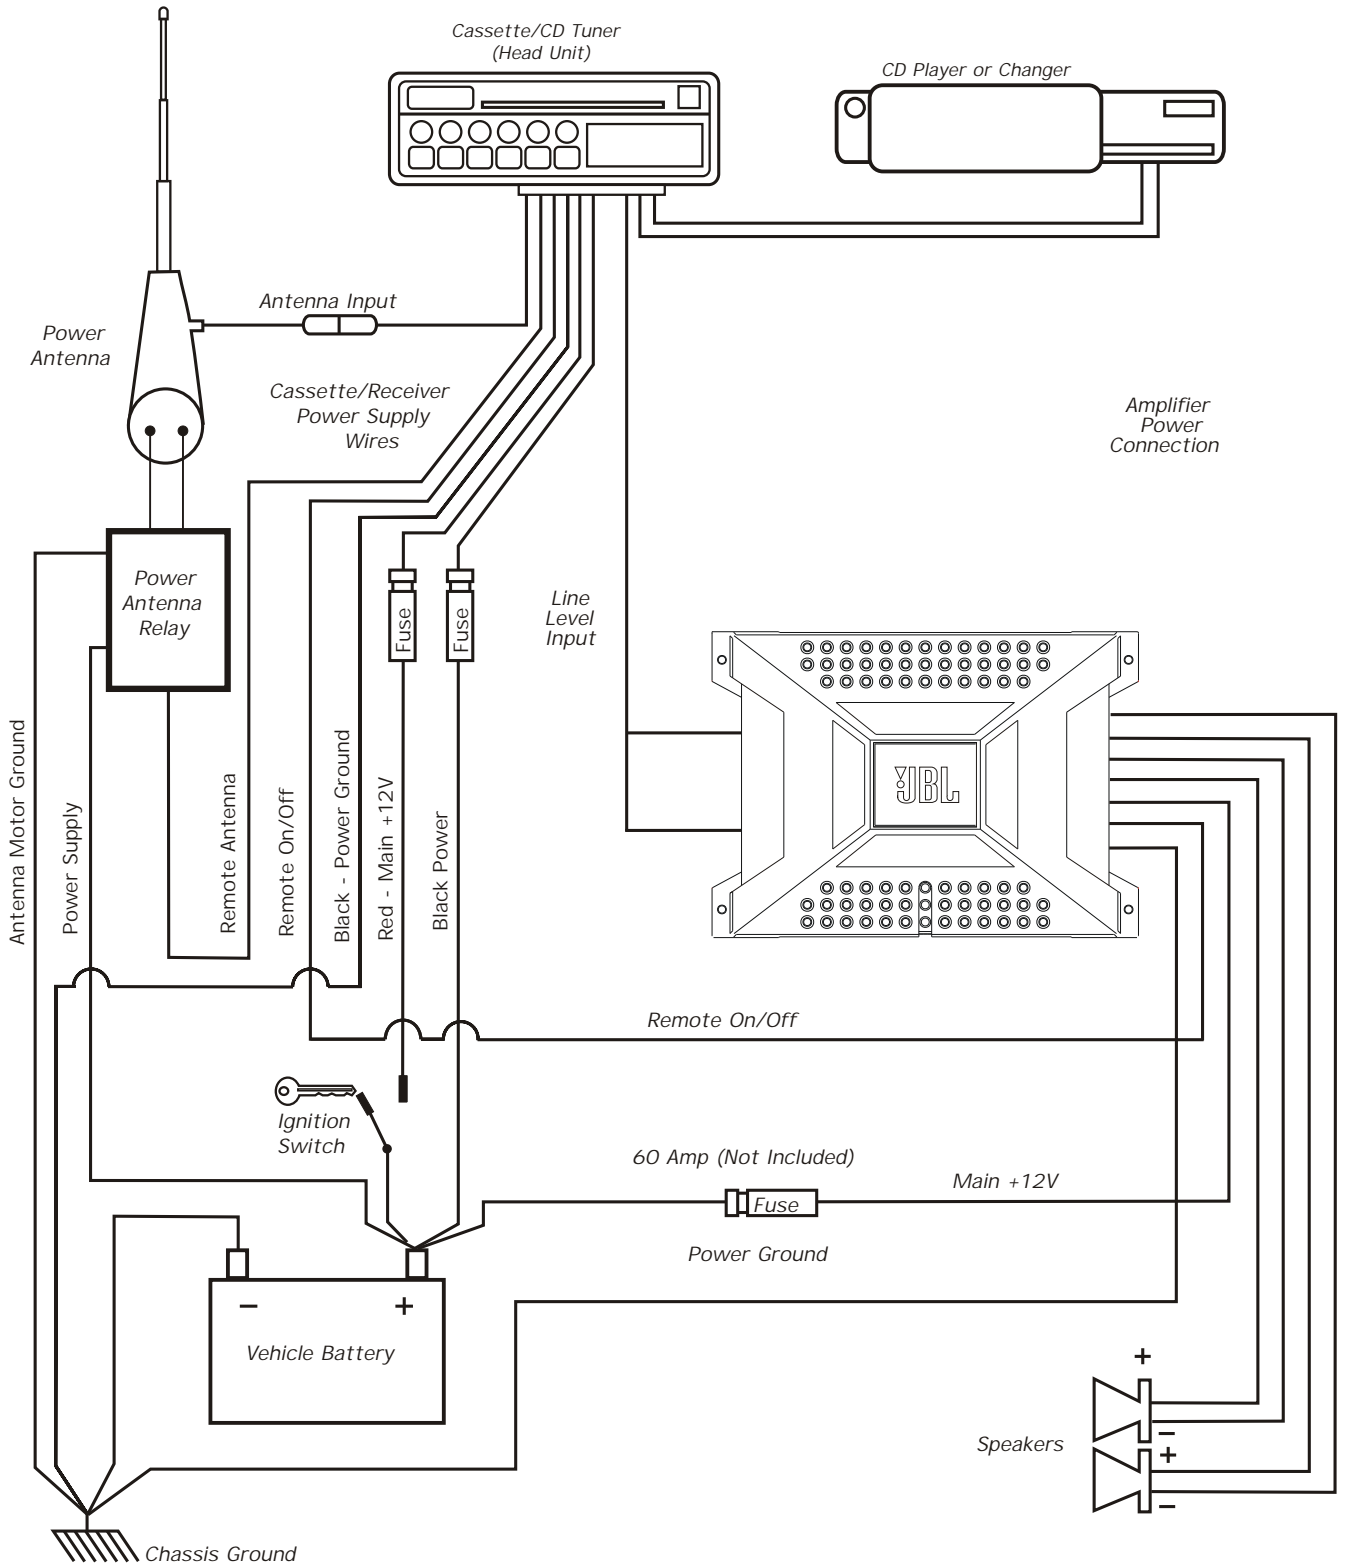 Cassette/CD Tuner
(Head Unit)
CD Player or Changer
Antenna Input
Power
Antenna
Cassette/Receiver
Power Supply
Wires
Amplifier
Power
Connection
Power
Antenna
Relay
Fuse
Fuse
Line
Level
Input
JBL
Antenna Motor Ground
Power Supply
Remote Antenna
Remote On/Off
Black - Power Ground
Red - Main +12V
Black Power
Remote On/Off
Ignition
Switch
60 Amp (Not Included)
Main +12V
Fuse
Power Ground
− +
Vehicle Battery
+
Speakers
−
+
−
Chassis Ground